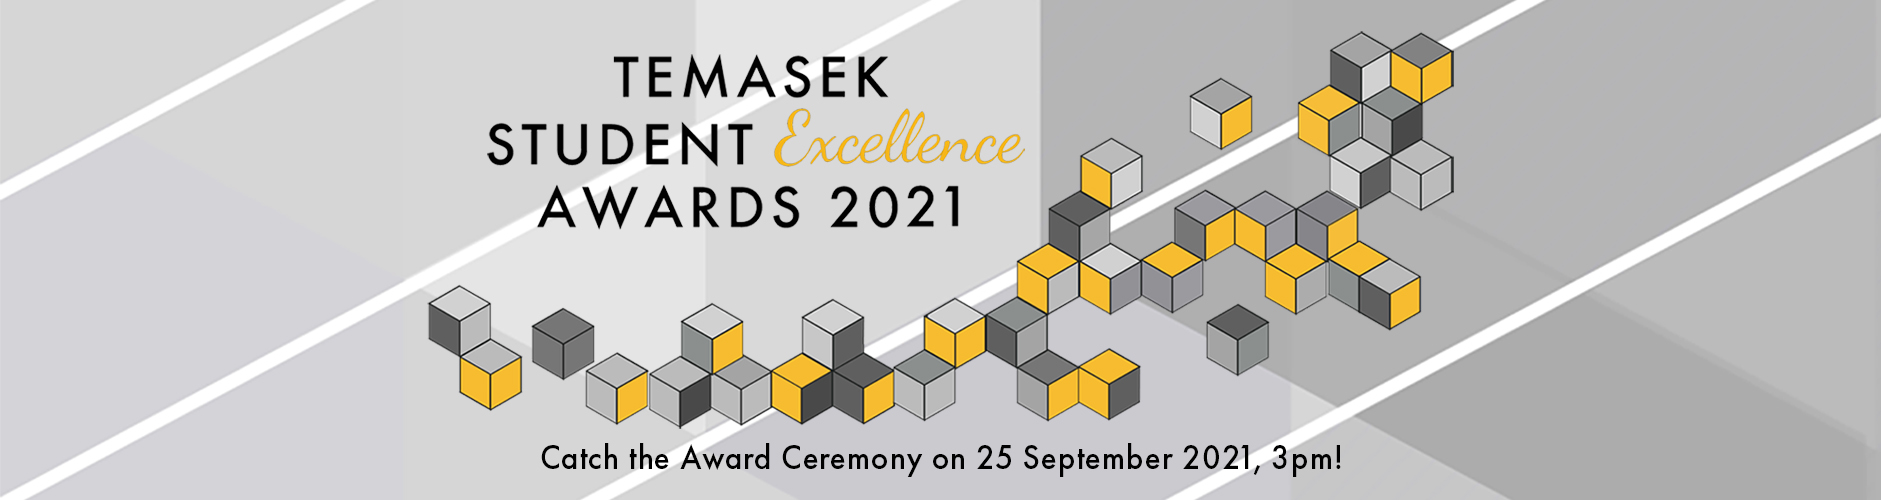 TEMASEK
STUDENT Excellence
AWARDS 2021
Catch the Award Ceremony on 25 September 2021, 3pm!